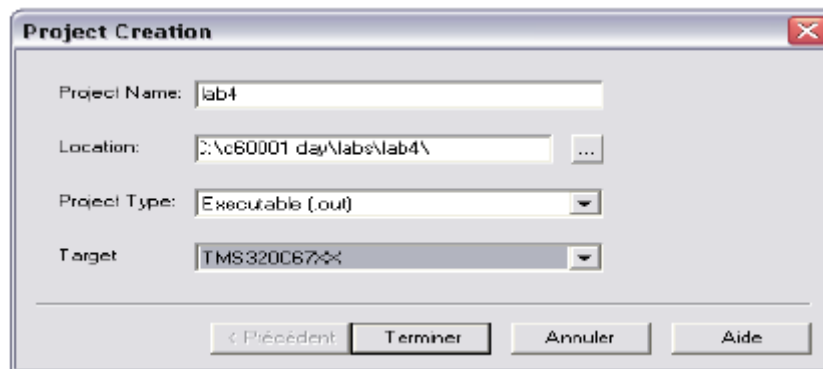 Project Creation
Project Name: lab4
Location: C:\c60001 day\labs\lab4\ ...
Project Type: Executable (.out)
Target TMS320C67XX
< Précédent Terminer Annuler Aide